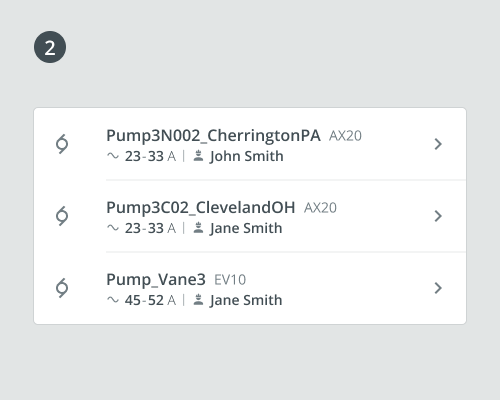 2
Pump3N002_CherringtonPA AX20
23-33 A | John Smith
Pump3C02_ClevelandOH AX20
23-33 A | Jane Smith
Pump_Vane3 EV10
45-52 A | Jane Smith